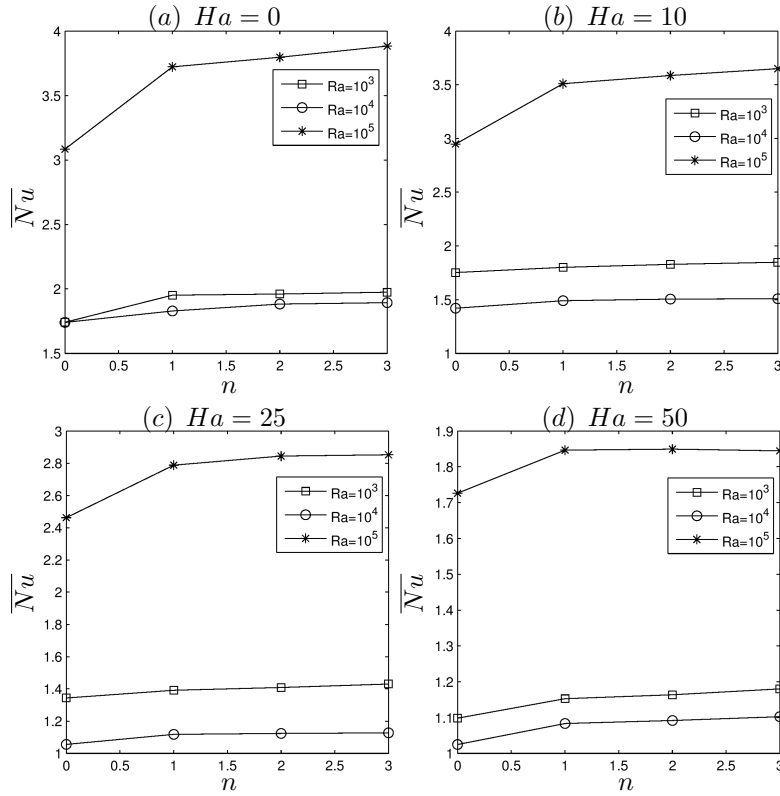 (a) Ha = 0
4
3.5
3
2.5
2
1.5
0 0.5 1 1.5 2 2.5 3
n
Nu
Ra=10³
Ra=10⁴
Ra=10⁵
(b) Ha = 10
4
3.5
3
2.5
2
1.5
1
0 0.5 1 1.5 2 2.5 3
n
Nu
Ra=10³
Ra=10⁴
Ra=10⁵
(c) Ha = 25
3
2.8
2.6
2.4
2.2
2
1.8
1.6
1.4
1.2
1
0 0.5 1 1.5 2 2.5 3
n
Nu
Ra=10³
Ra=10⁴
Ra=10⁵
(d) Ha = 50
1.9
1.8
1.7
1.6
1.5
1.4
1.3
1.2
1.1
1
0 0.5 1 1.5 2 2.5 3
n
Nu
Ra=10³
Ra=10⁴
Ra=10⁵